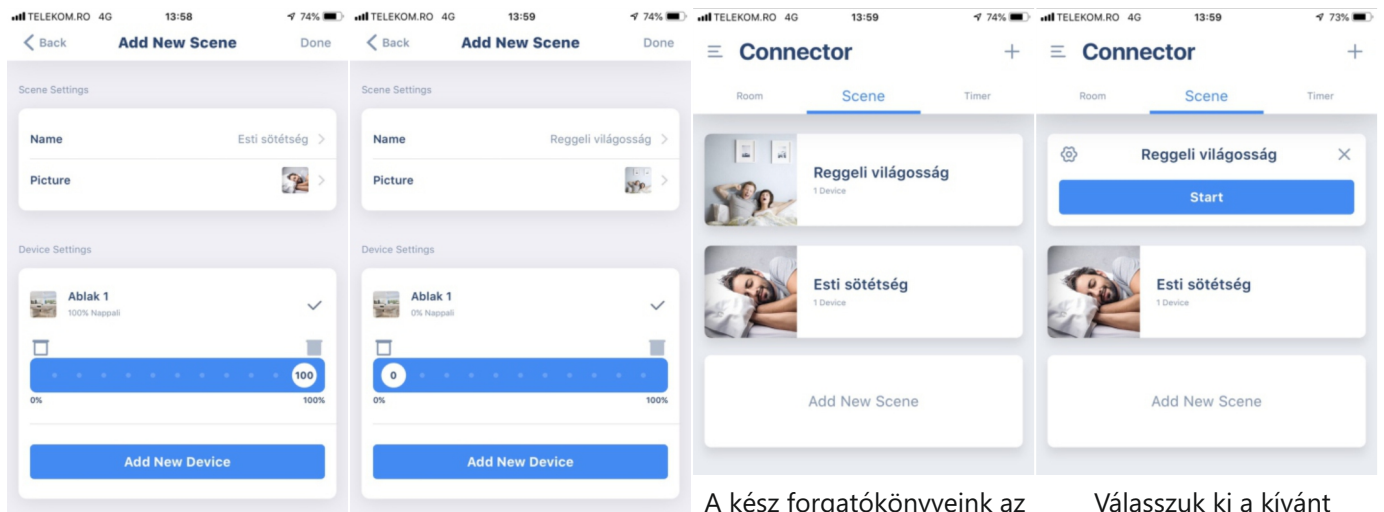 TELEKOM.RO 4G 13:58 74%
Back Add New Scene Done
Scene Settings
Name Esti sötétség
Picture
Device Settings
Ablak 1
100% Nappali
100
0% 100%
Add New Device
TELEKOM.RO 4G 13:59 74%
Back Add New Scene Done
Scene Settings
Name Reggeli világosság
Picture
Device Settings
Ablak 1
0% Nappali
0
0% 100%
Add New Device
TELEKOM.RO 4G 13:59 74%
Connector
Room Scene Timer
Reggeli világosság
1 Device
Esti sötétség
1 Device
Add New Scene
A kész forgatókönyveink az
TELEKOM.RO 4G 13:59 73%
Connector
Room Scene Timer
Reggeli világosság
Start
Esti sötétség
1 Device
Add New Scene
Válasszuk ki a kívánt